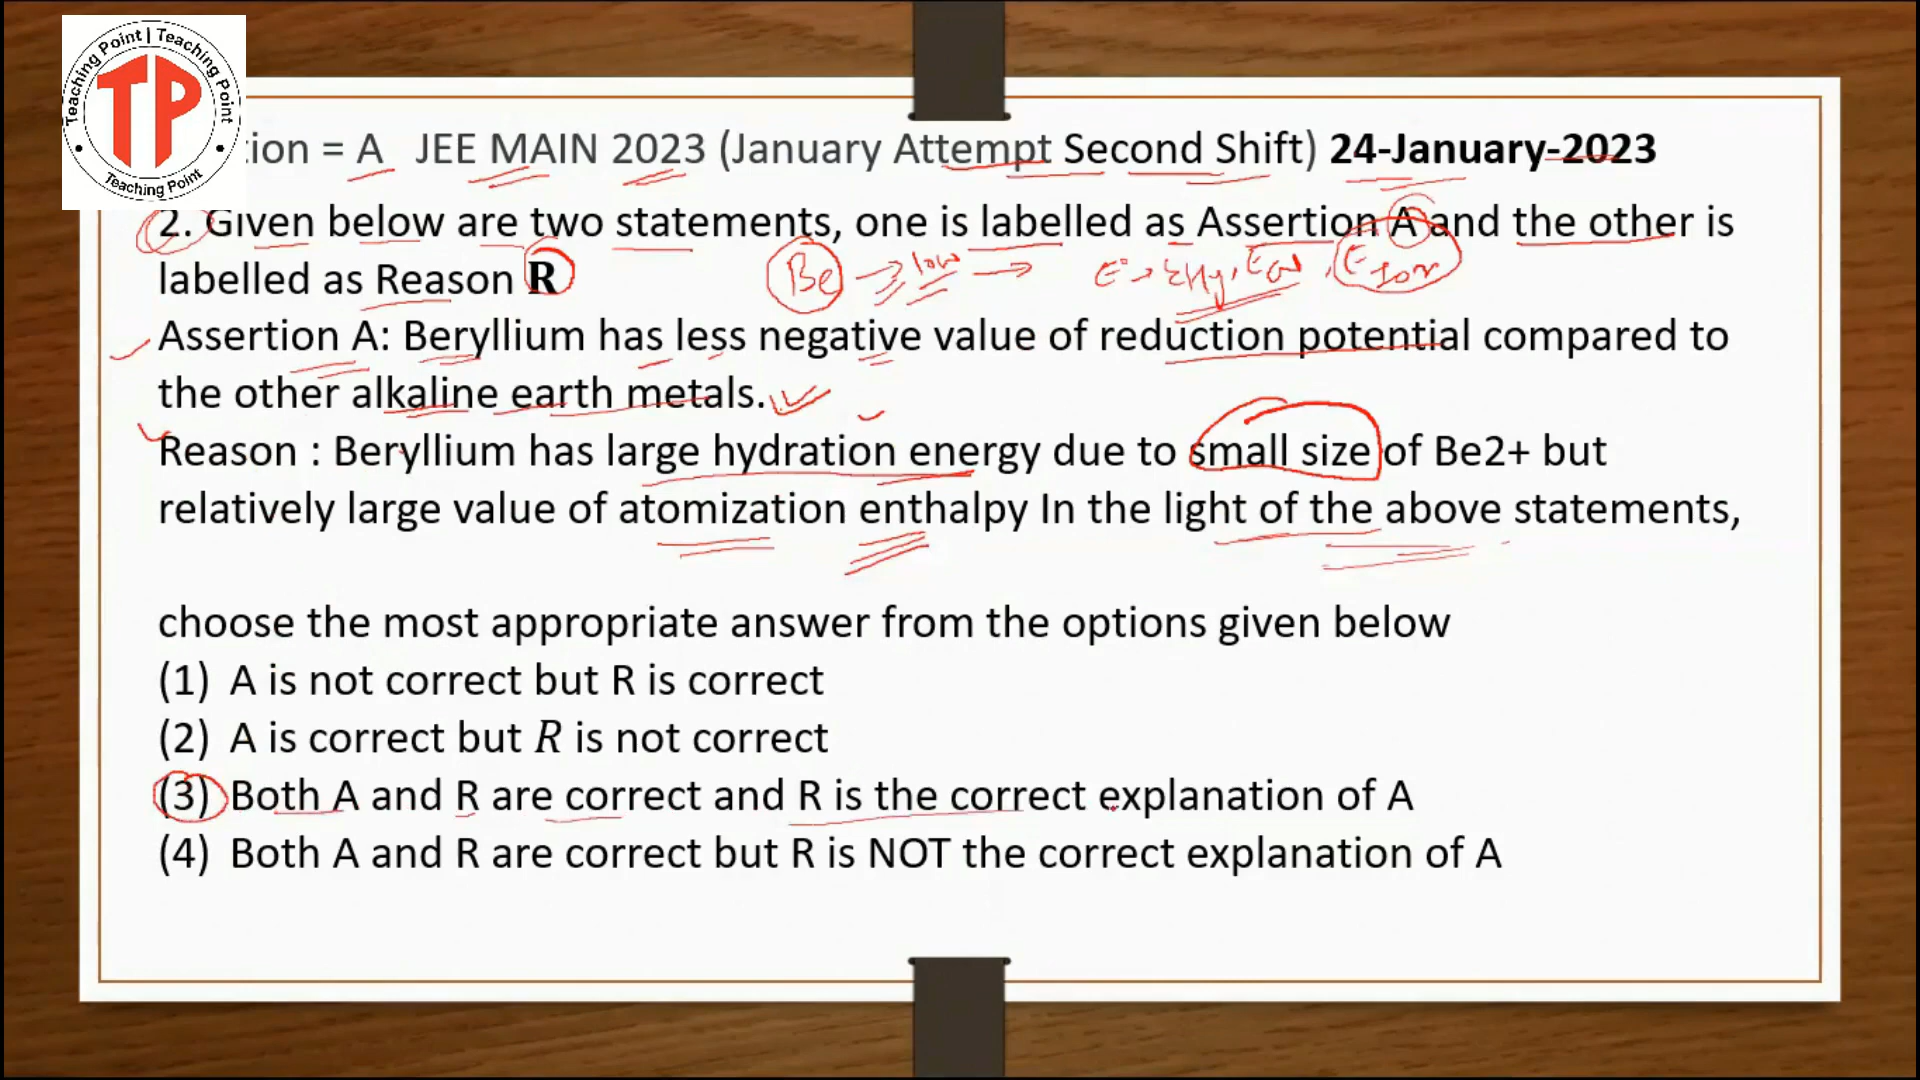 Teaching Point | Teaching Point
TP
Teaching Point
tion = A JEE MAIN 2023 (January Attempt Second Shift) 24-January-2023
2. Given below are two statements, one is labelled as Assertion A and the other is
labelled as Reason R
Be low
Assertion A: Beryllium has less negative value of reduction potential compared to
the other alkaline earth metals.
Reason : Beryllium has large hydration energy due to small size of Be2+ but
relatively large value of atomization enthalpy In the light of the above statements,
choose the most appropriate answer from the options given below
(1) A is not correct but R is correct
(2) A is correct but R is not correct
(3) Both A and R are correct and R is the correct explanation of A
(4) Both A and R are correct but R is NOT the correct explanation of A